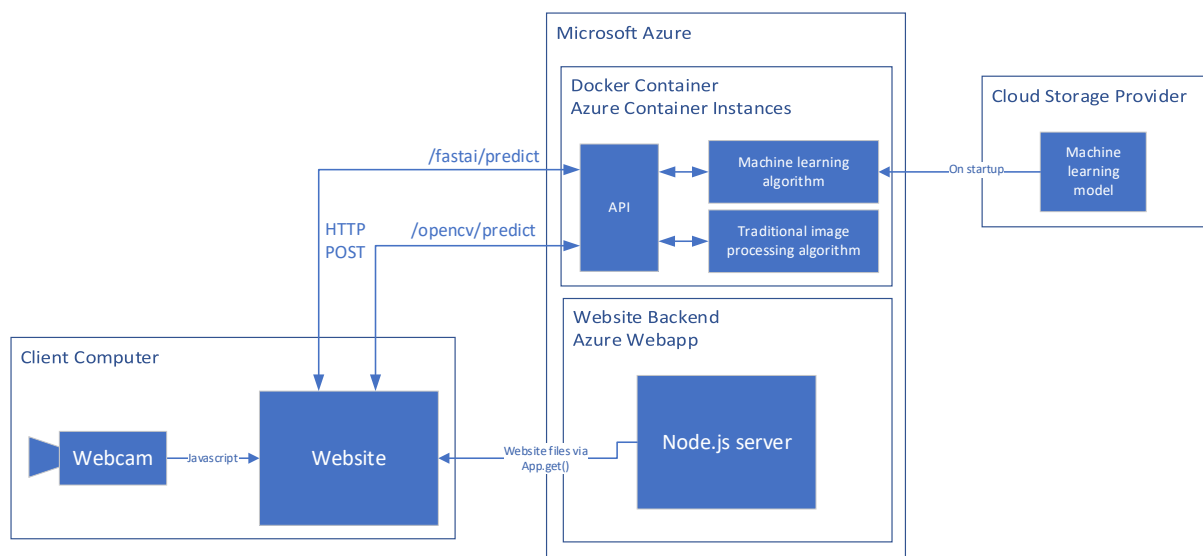 Microsoft Azure
Docker Container
Azure Container Instances
Cloud Storage Provider
/fastai/predict
API
Machine learning
algorithm
On startup
Machine
learning
model
HTTP
POST
/opencv/predict
Traditional image
processing algorithm
Website Backend
Azure Webapp
Client Computer
Webcam
Javascript
Website
Website files via
App.get()
Node.js server